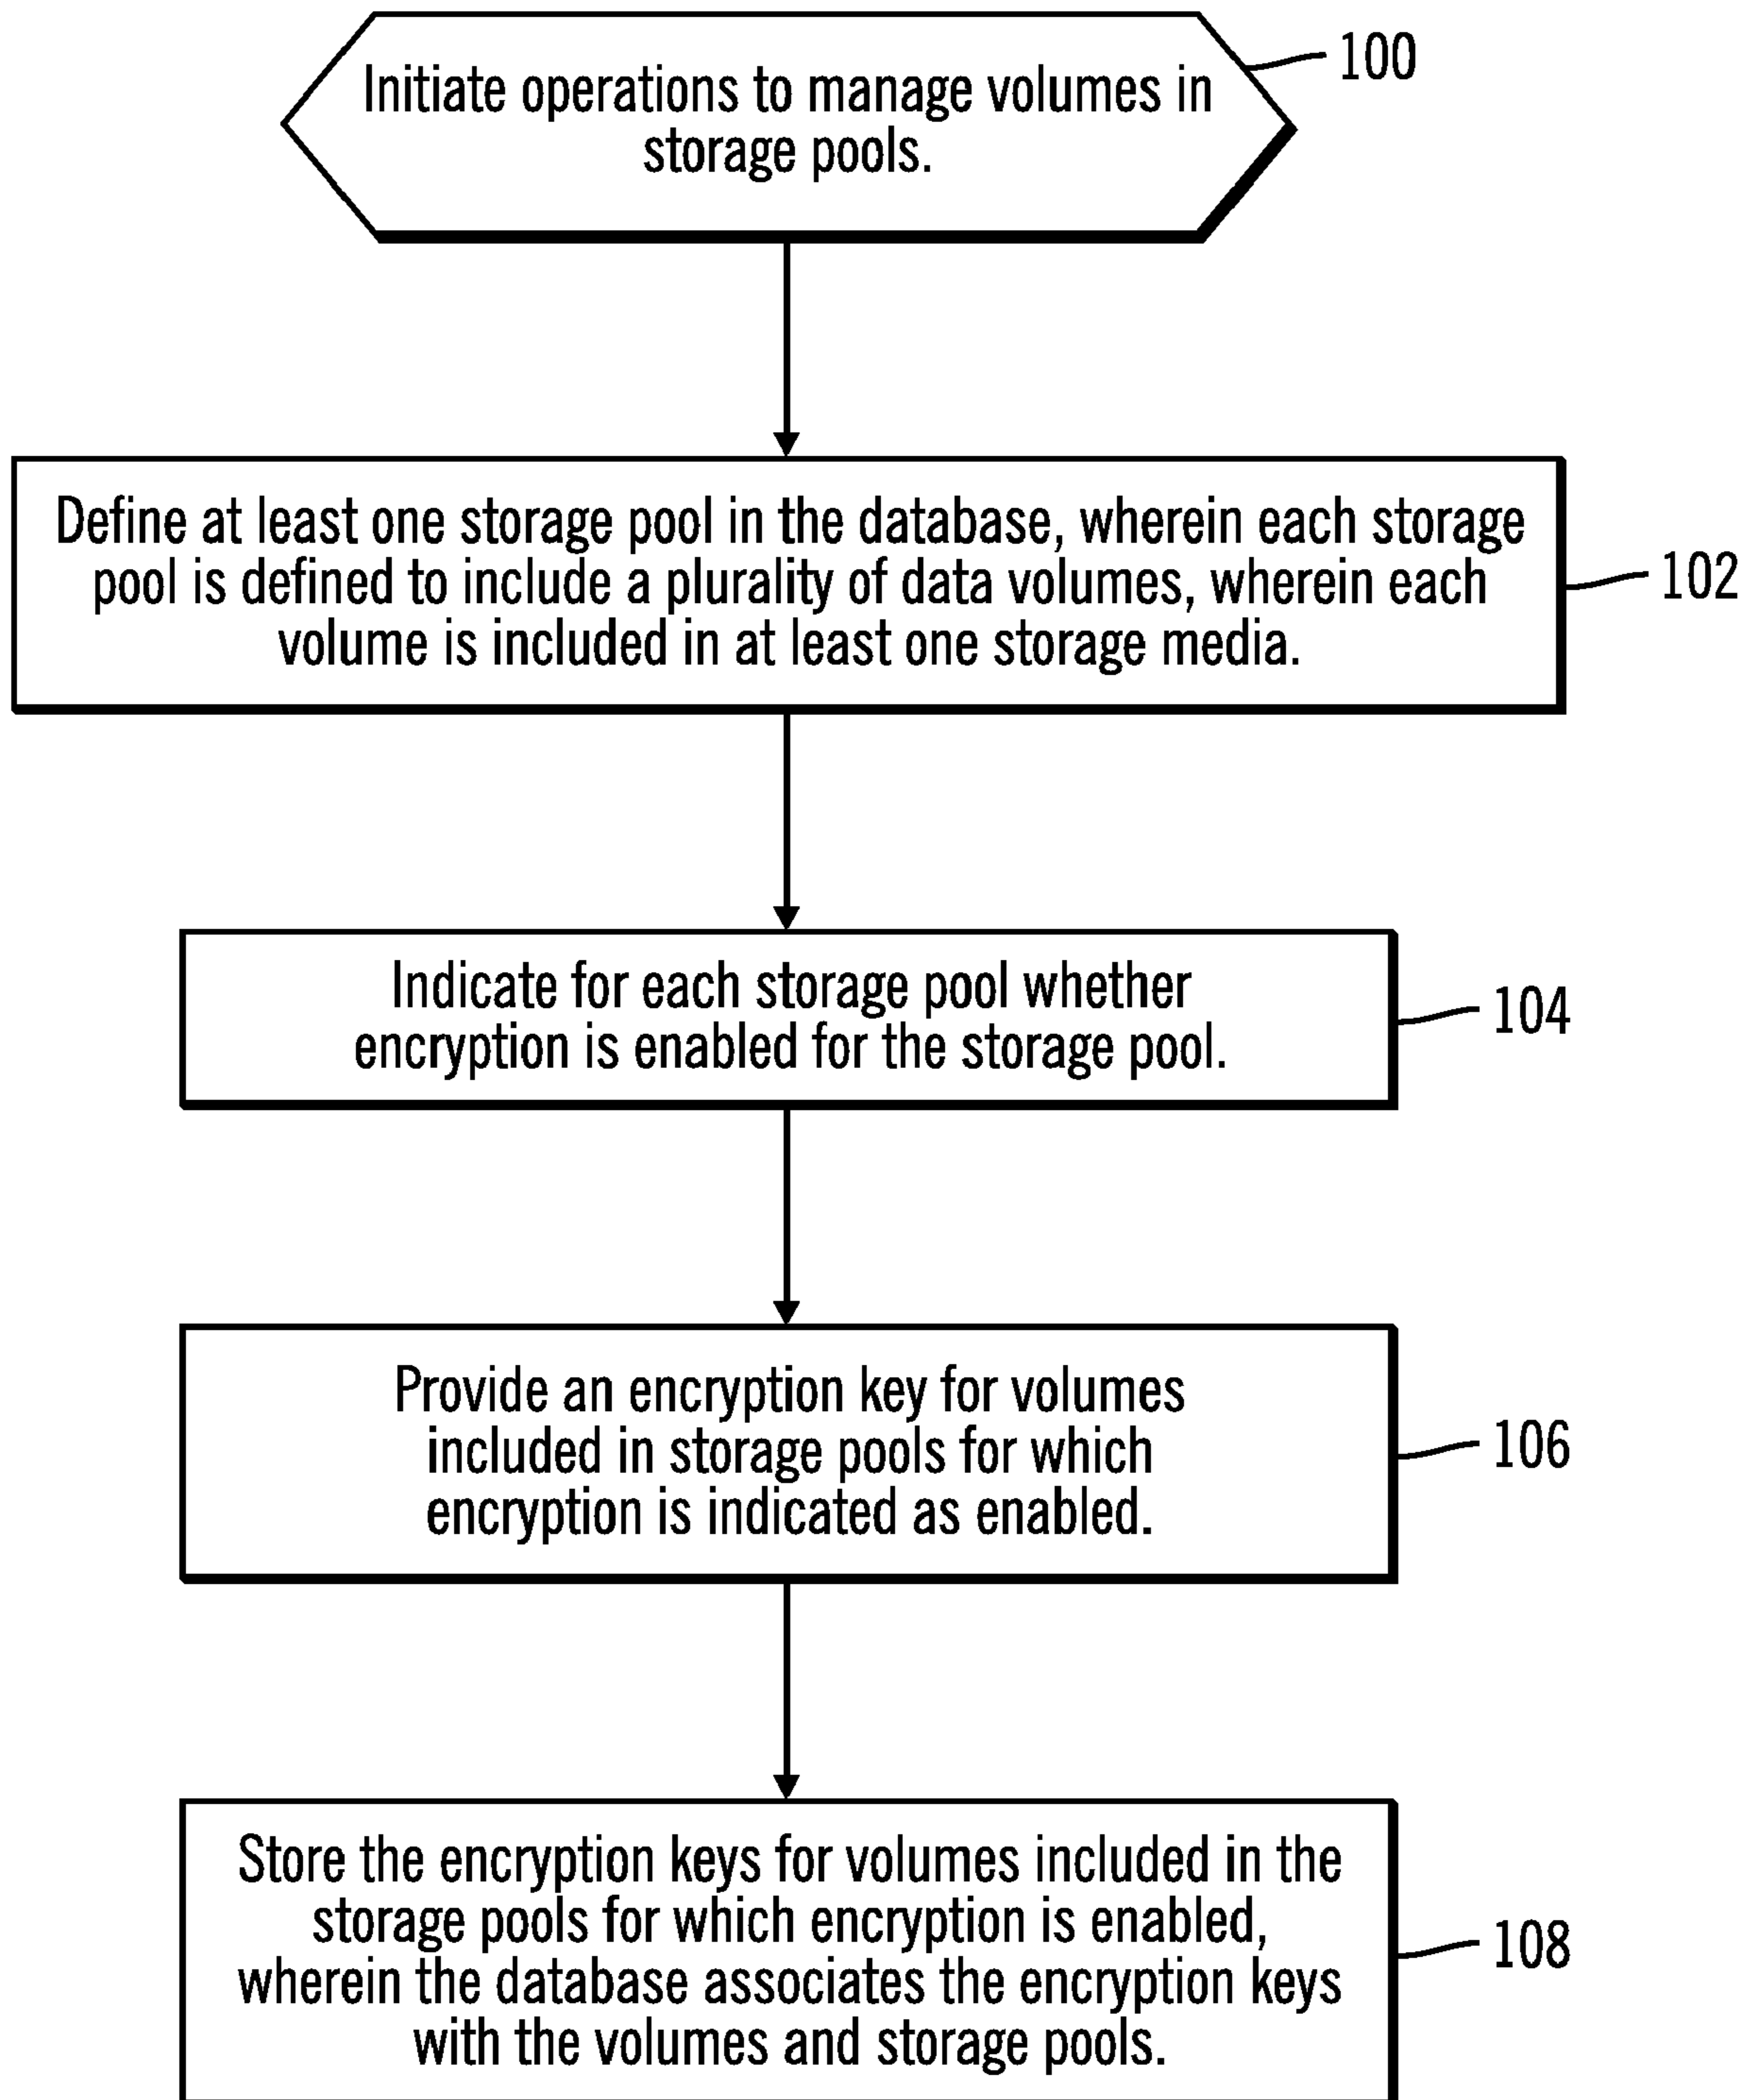 Initiate operations to manage volumes in
storage pools.
100
Define at least one storage pool in the database, wherein each storage
pool is defined to include a plurality of data volumes, wherein each
volume is included in at least one storage media.
102
Indicate for each storage pool whether
encryption is enabled for the storage pool.
104
Provide an encryption key for volumes
included in storage pools for which
encryption is indicated as enabled.
106
Store the encryption keys for volumes included in the
storage pools for which encryption is enabled,
wherein the database associates the encryption keys
with the volumes and storage pools.
108